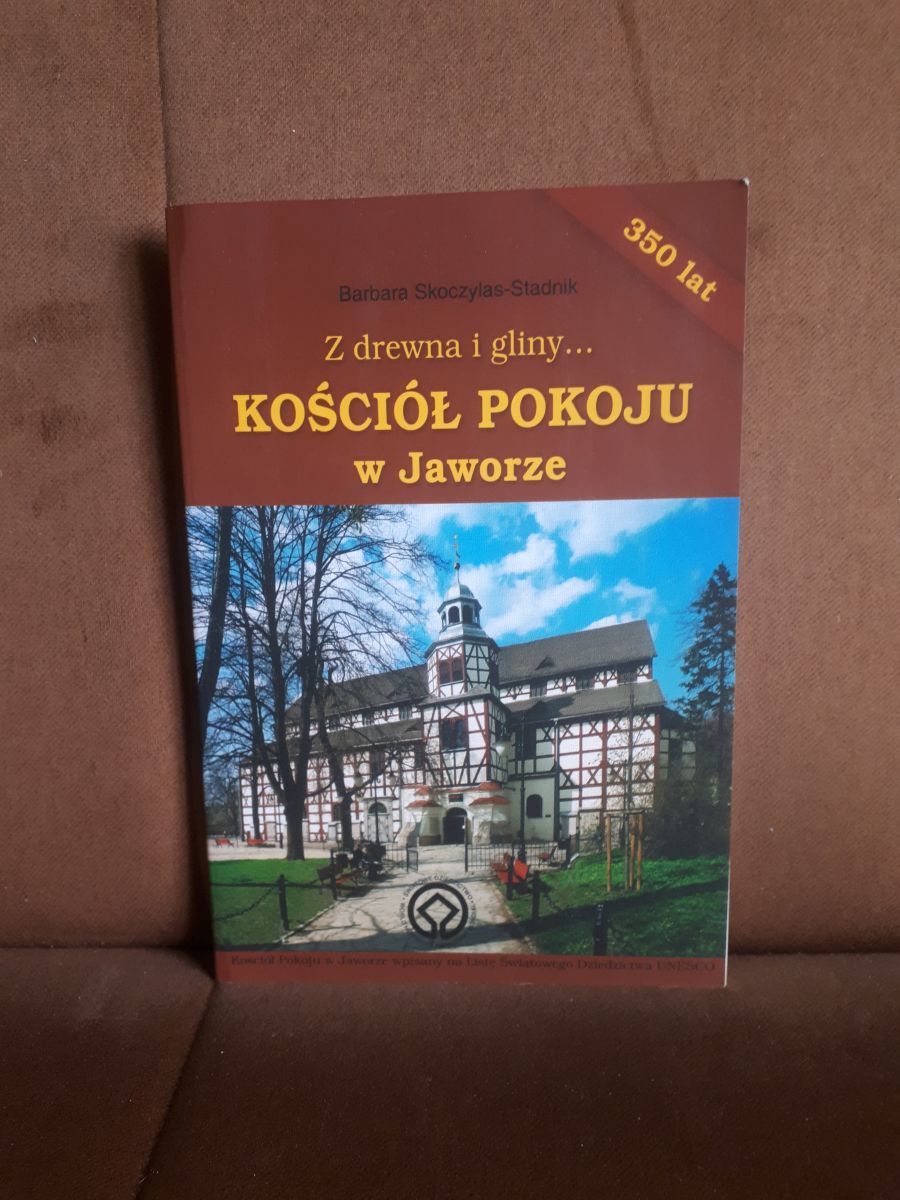 350 lat
Barbara Skoczylas-Stadnik
Z drewna i gliny...
KOŚCIÓŁ POKOJU
w Jaworze
Kościół Pokoju w Jaworze wpisany na Listę Światowego Dziedzictwa UNESCO